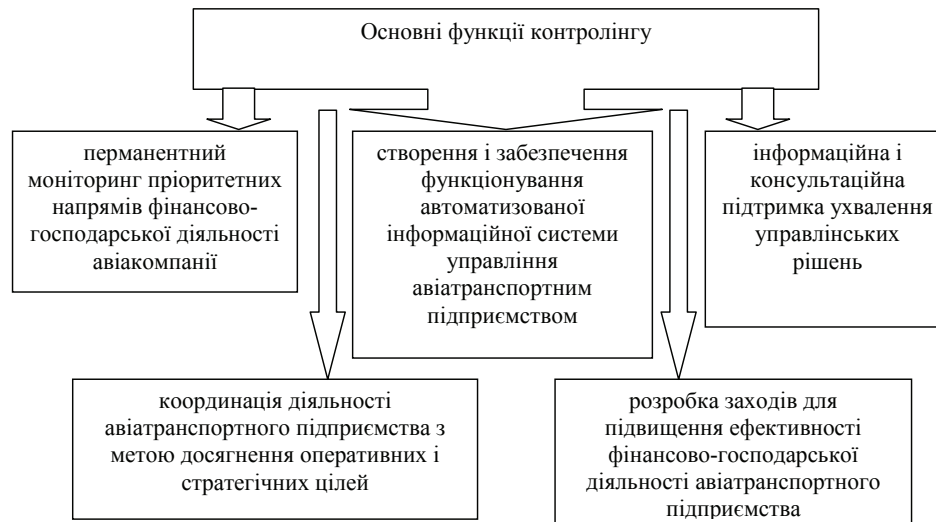 Основні функції контролінгу
перманентний
моніторинг пріоритетних
напрямів фінансово-
господарської діяльності
авіакомпанії
створення і забезпечення
функціонування
автоматизованої
інформаційної системи
управління
авіатранспортним
підприємством
інформаційна і
консультаційна
підтримка ухвалення
управлінських
рішень
координація діяльності
авіатранспортного підприємства з
метою досягнення оперативних і
стратегічних цілей
розробка заходів для
підвищення ефективності
фінансово-господарської
діяльності авіатранспортного
підприємства